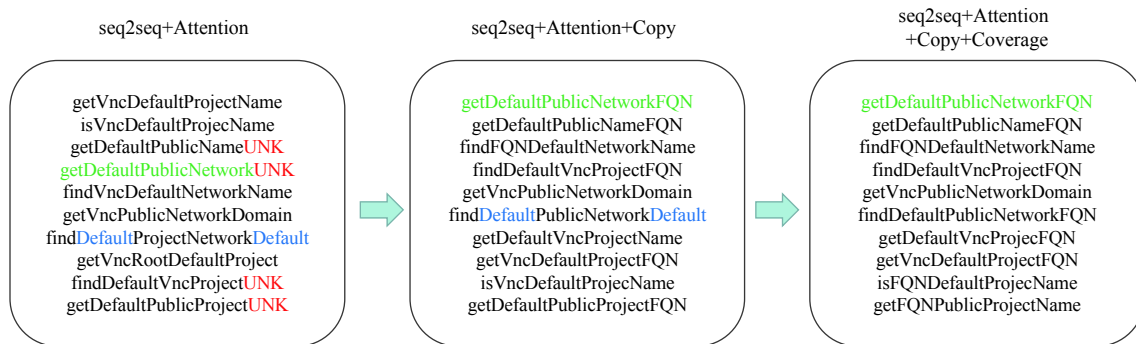 seq2seq+Attention
getVncDefaultProjectName
isVncDefaultProjecName
getDefaultPublicNameUNK
getDefaultPublicNetworkUNK
findVncDefaultNetworkName
getVncPublicNetworkDomain
findDefaultProjectNetworkDefault
getVncRootDefaultProject
findDefaultVncProjectUNK
getDefaultPublicProjectUNK
seq2seq+Attention+Copy
getDefaultPublicNetworkFQN
getDefaultPublicNameFQN
findFQNDefaultNetworkName
findDefaultVncProjectFQN
getVncPublicNetworkDomain
findDefaultPublicNetworkDefault
getDefaultVncProjectName
getVncDefaultProjectFQN
isVncDefaultProjecName
getDefaultPublicProjectFQN
seq2seq+Attention
+Copy+Coverage
getDefaultPublicNetworkFQN
getDefaultPublicNameFQN
findFQNDefaultNetworkName
findDefaultVncProjectFQN
getVncPublicNetworkDomain
findDefaultPublicNetworkFQN
getDefaultVncProjecFQN
getVncDefaultProjectFQN
isFQNDefaultProjecName
getFQNPublicProjectName